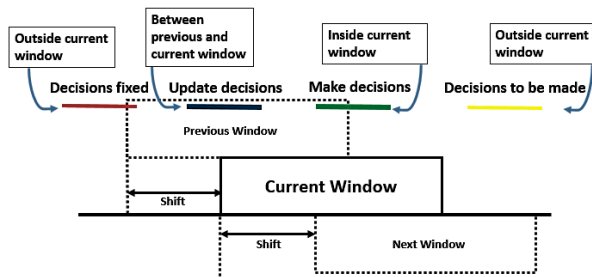 Outside current
window
Between
previous and
current window
Inside current
window
Outside current
window
Decisions fixed
Update decisions
Make decisions
Decisions to be made
Previous Window
Shift
Current Window
Shift
Next Window